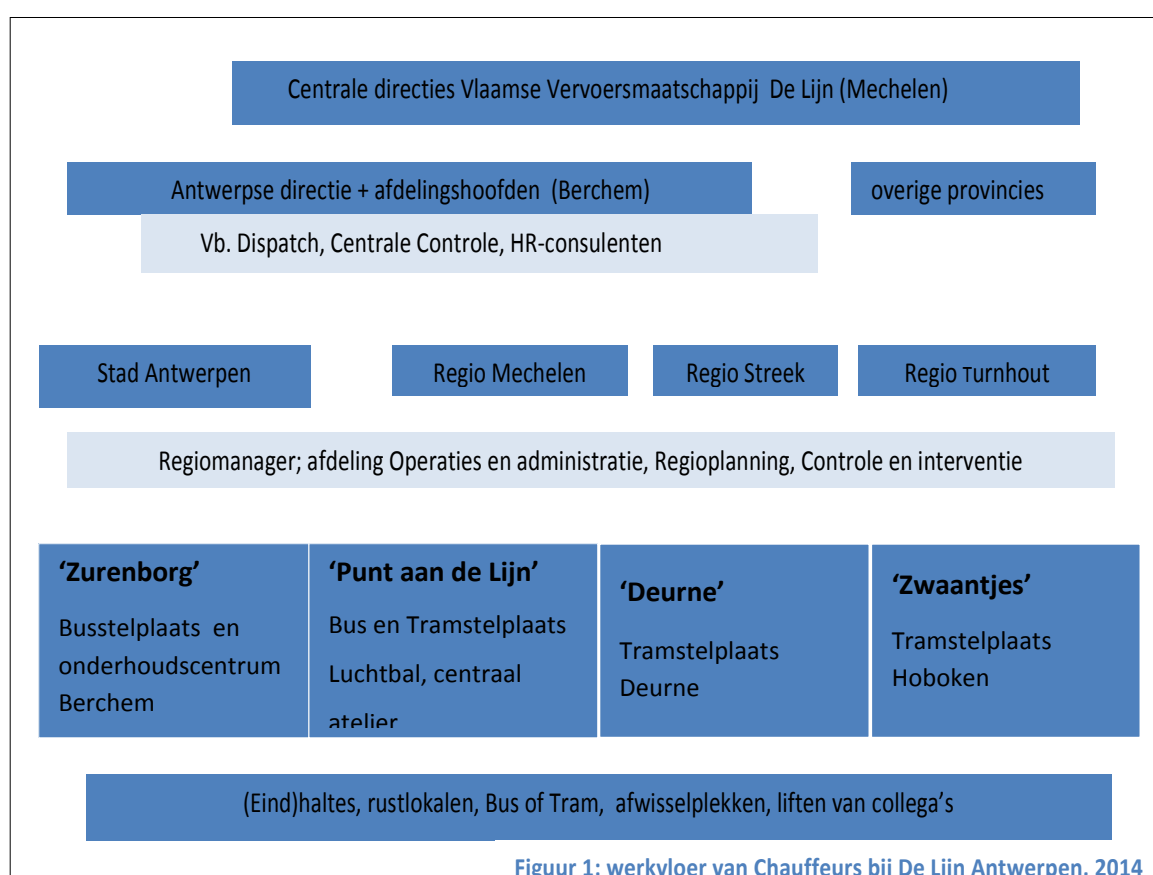 Centrale directies Vlaamse Vervoersmaatschappij De Lijn (Mechelen)
Antwerpse directie + afdelingshoofden (Berchem)
overige provincies
Vb. Dispatch, Centrale Controle, HR-consulenten
Stad Antwerpen
Regio Mechelen
Regio Streek
Regio Turnhout
Regiomanager; afdeling Operaties en administratie, Regioplanning, Controle en interventie
‘Zurenborg’
Busstelplaats en
onderhoudscentrum
Berchem
‘Punt aan de Lijn’
Bus en Tramstelplaats
Luchtbal, centraal
atelier
‘Deurne’
Tramstelplaats
Deurne
‘Zwaantjes’
Tramstelplaats
Hoboken
(Eind)haltes, rustlokalen, Bus of Tram, afwisselplekken, liften van collega’s
Figuur 1: werkvloer van Chauffeurs bij De Lijn Antwerpen, 2014